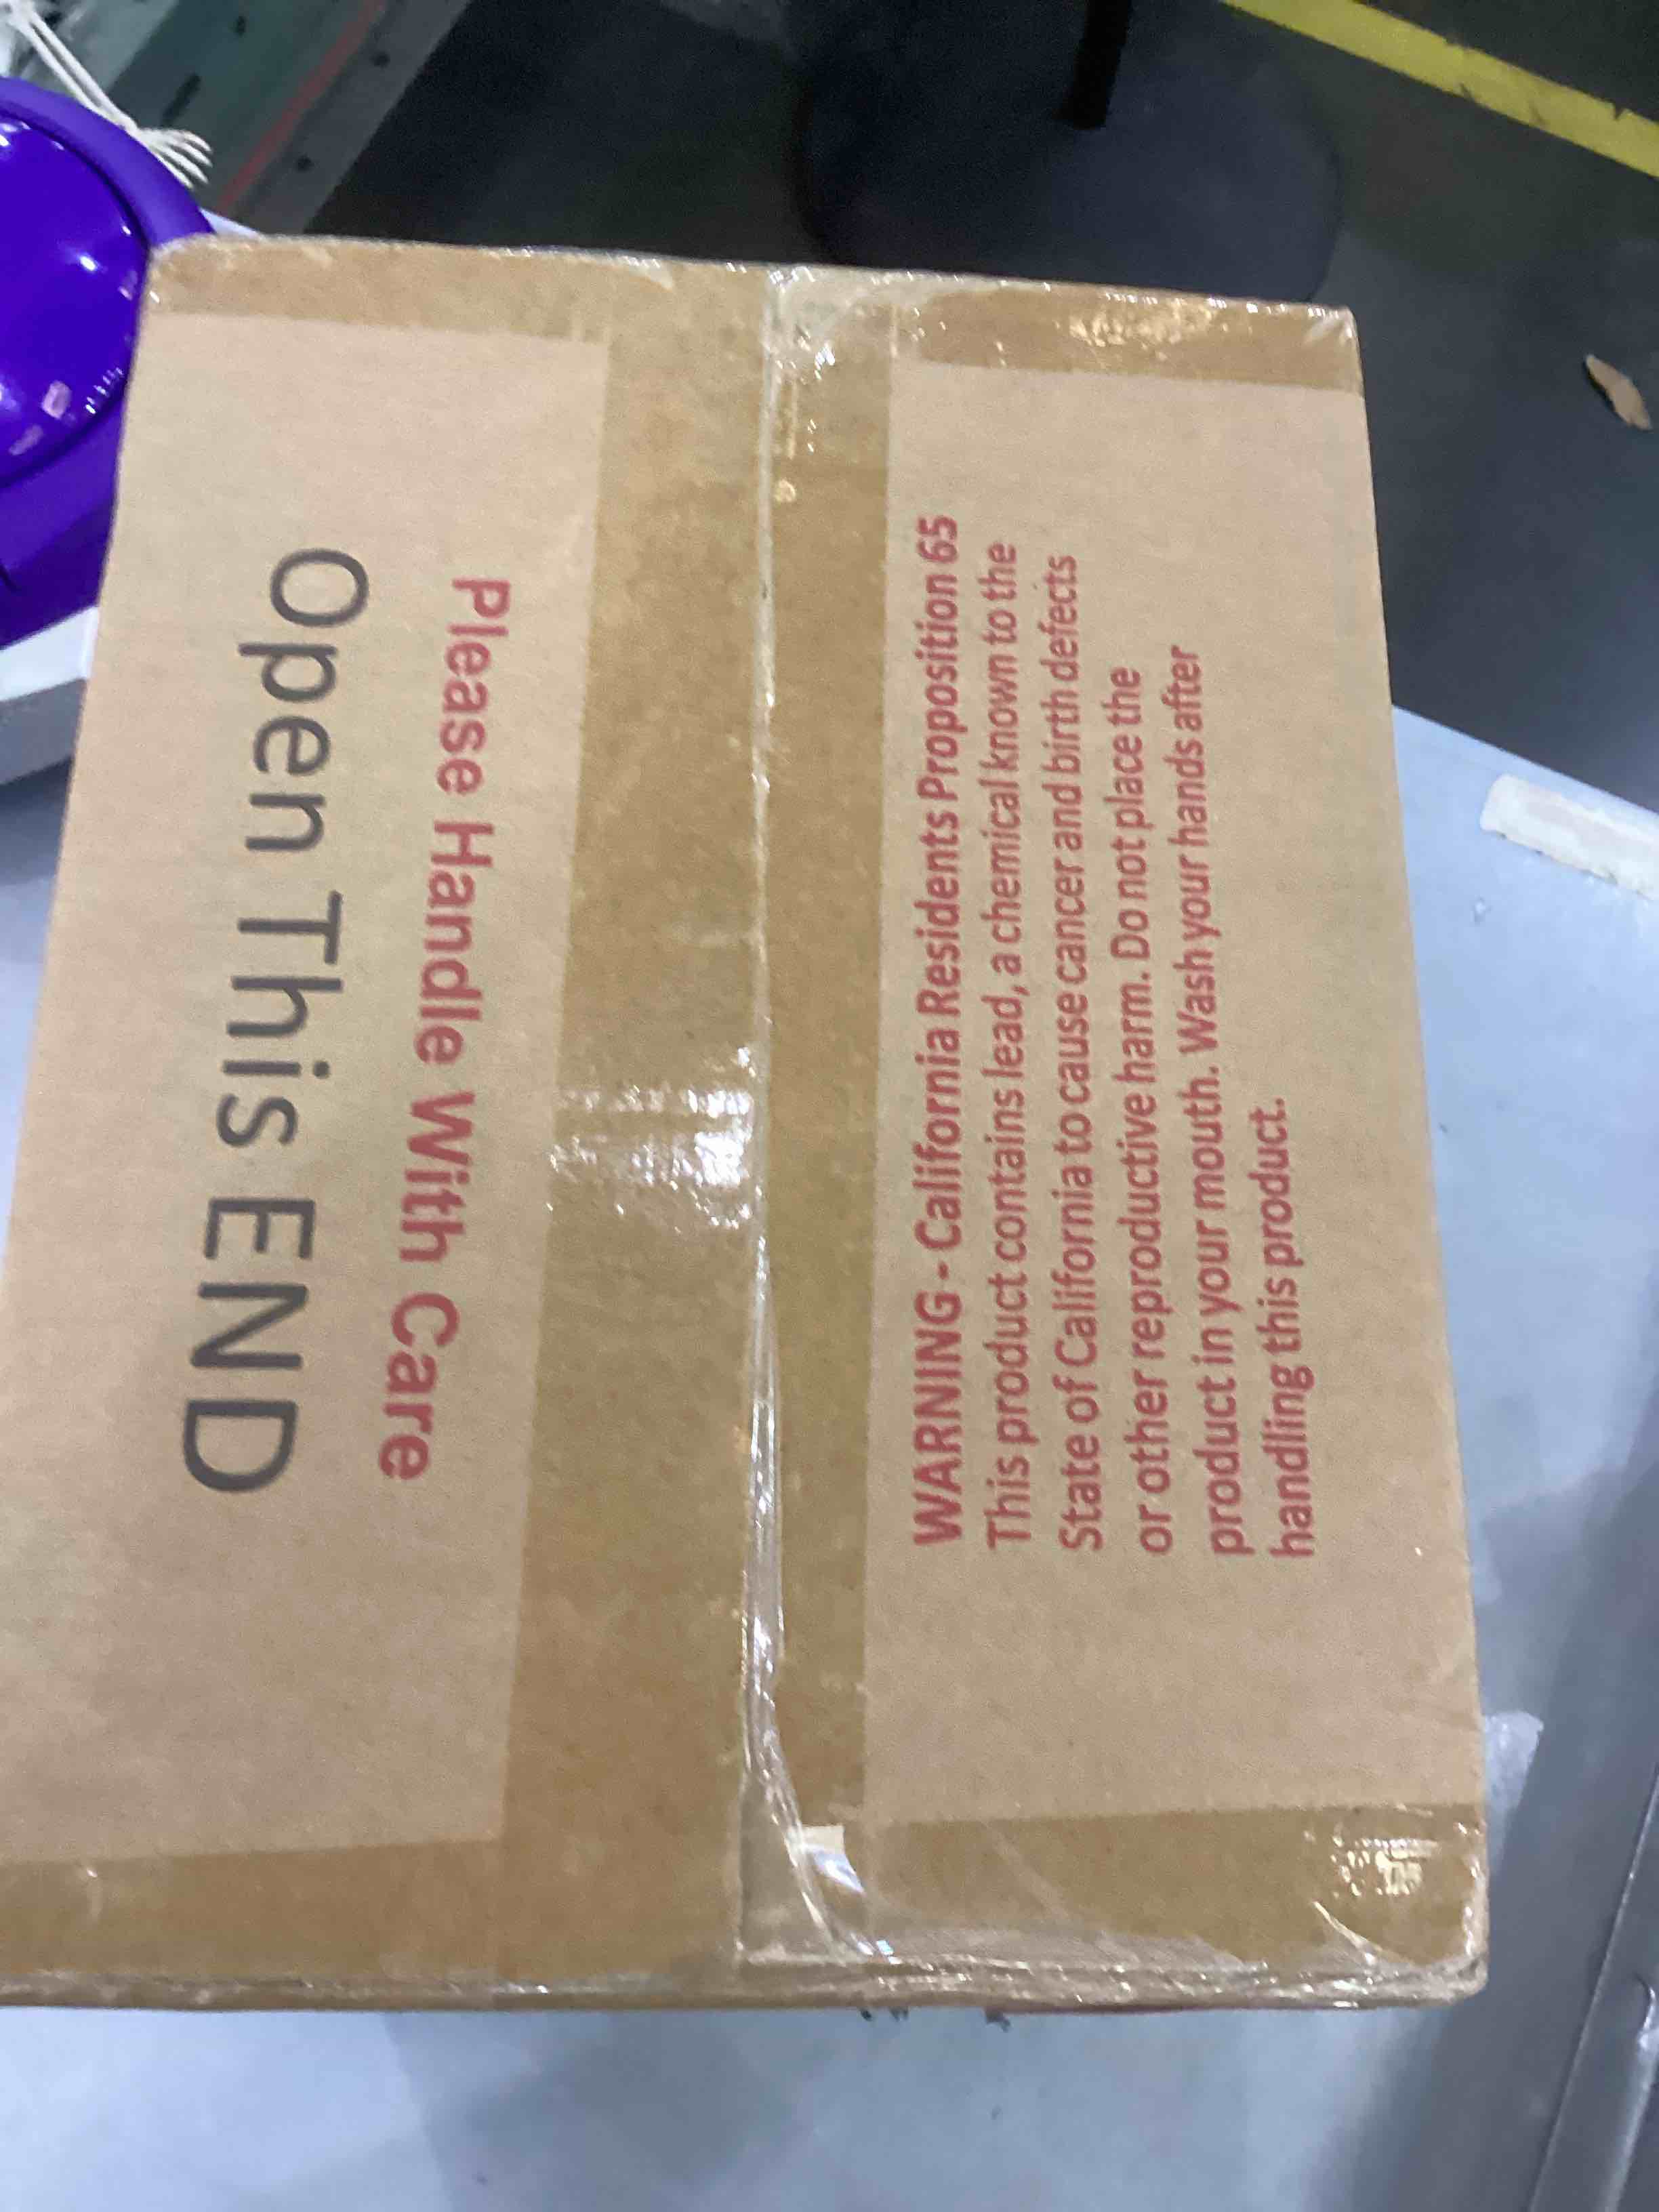 Open This END
Please Handle With Care
WARNING - California Residents Proposition 65
This product contains lead, a chemical known to the
State of California to cause cancer and birth defects
or other reproductive harm. Do not place the
product in your mouth. Wash your hands after
handling this product.